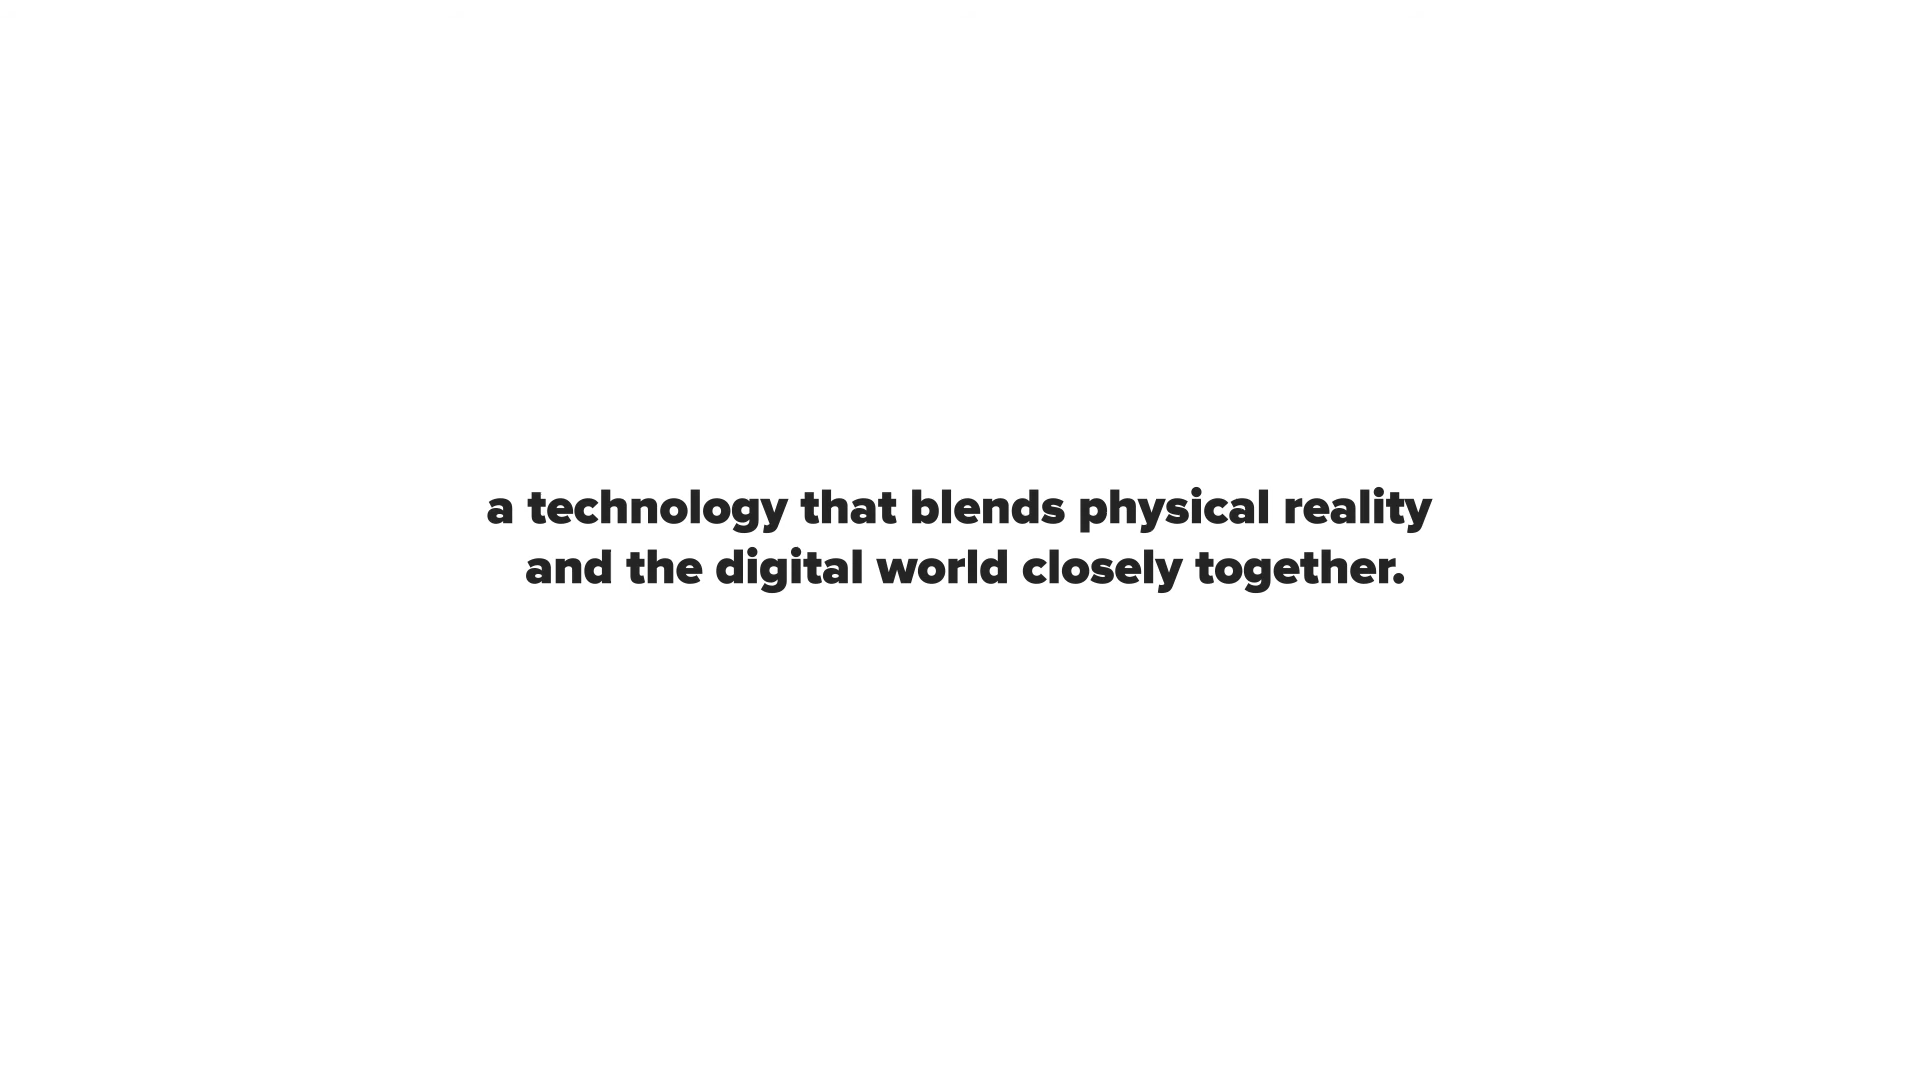 a technology that blends physical reality
and the digital world closely together.